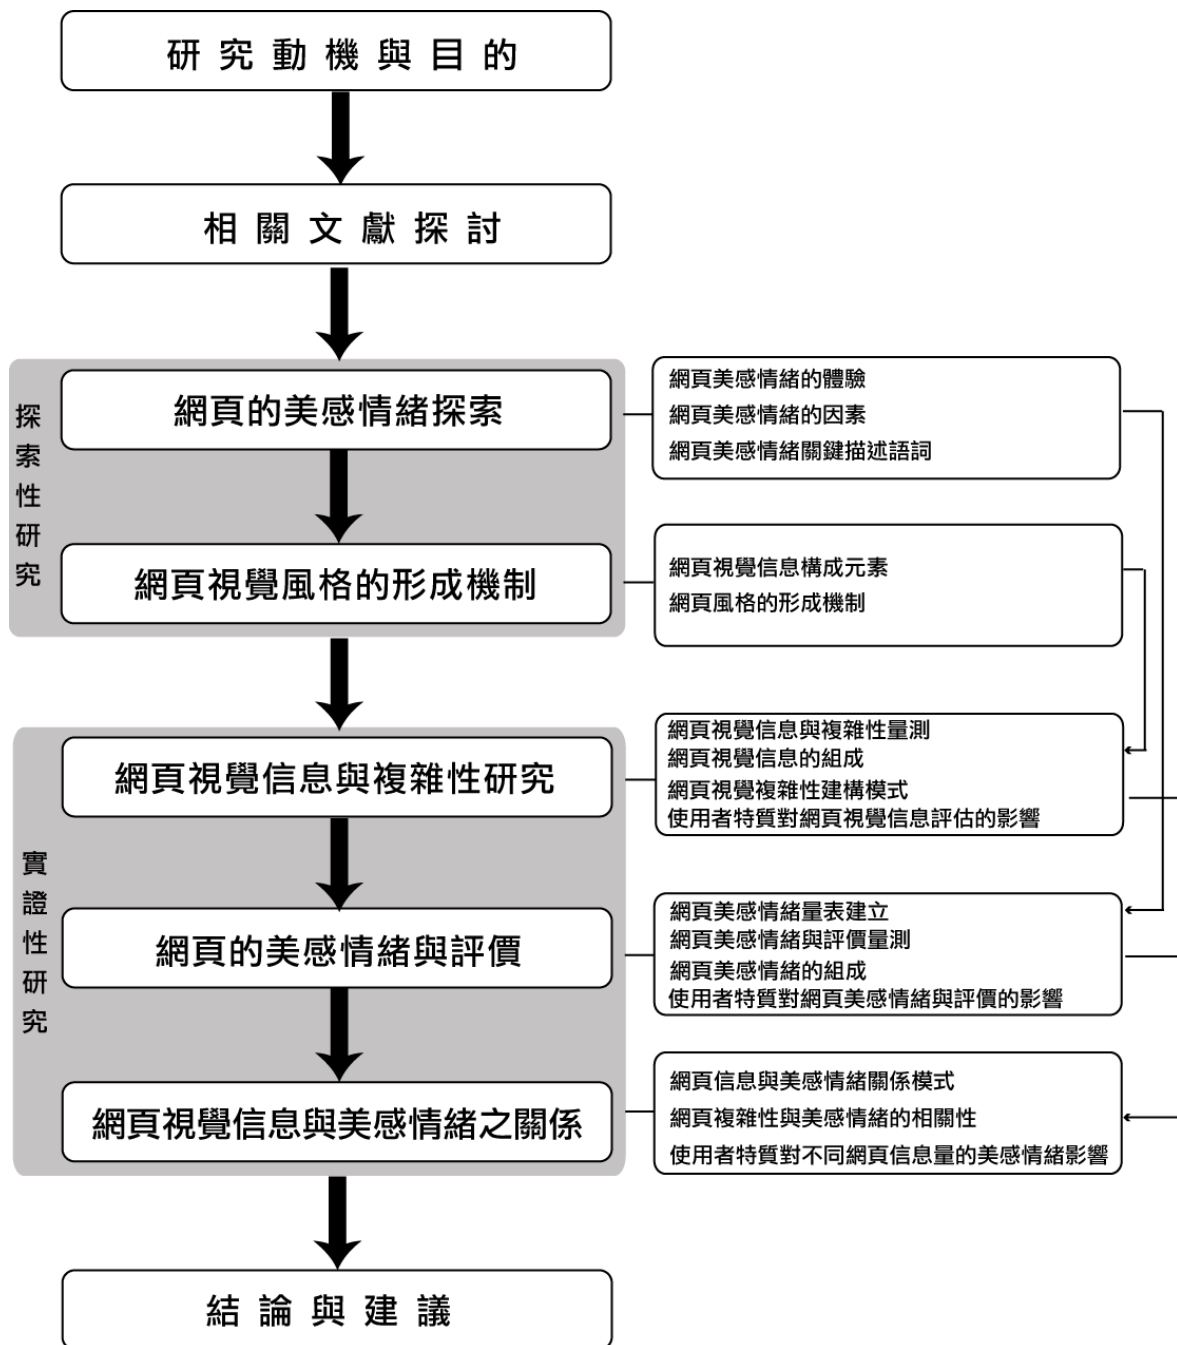 研究動機與目的
相關文獻探討
探索性研究
網頁的美感情緒探索
網頁美感情緒的體驗
網頁美感情緒的因素
網頁美感情緒關鍵描述語詞
網頁視覺風格的形成機制
網頁視覺信息構成元素
網頁風格的形成機制
實證性研究
網頁視覺信息與複雜性研究
網頁視覺信息與複雜性量測
網頁視覺信息的組成
網頁視覺複雜性建構模式
使用者特質對網頁視覺信息評估的影響
網頁的美感情緒與評價
網頁美感情緒量表建立
網頁美感情緒與評價量測
網頁美感情緒的組成
使用者特質對網頁美感情緒與評價的影響
網頁視覺信息與美感情緒之關係
網頁信息與美感情緒關係模式
網頁複雜性與美感情緒的相關性
使用者特質對不同網頁信息量的美感情緒影響
結論與建議